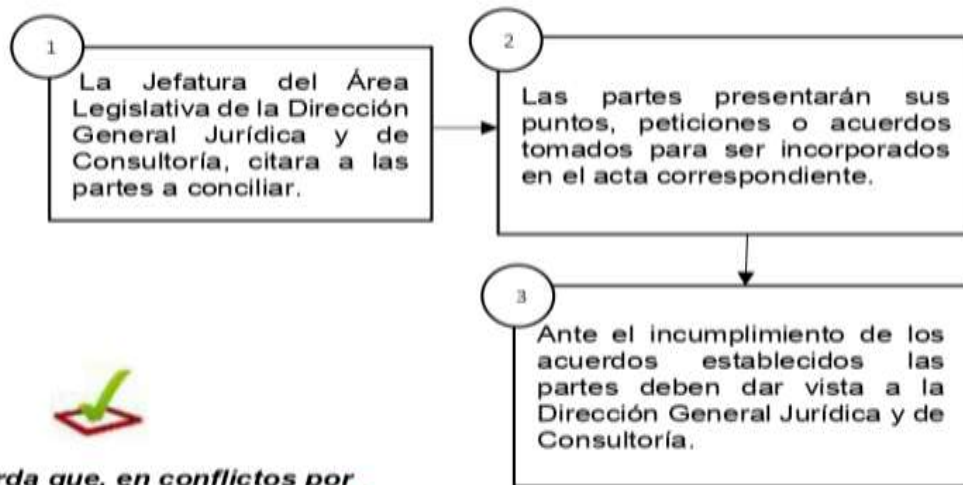 1
La Jefatura del Área
Legislativa de la Dirección
General Jurídica y de
Consultoría, citara a las
partes a conciliar.
2
Las partes presentarán sus
puntos, peticiones o acuerdos
tomados para ser incorporados
en el acta correspondiente.
3
Ante el incumplimiento de los
acuerdos establecidos las
partes deben dar vista a la
Dirección General Jurídica y de
Consultoría.
que, en conflictos por